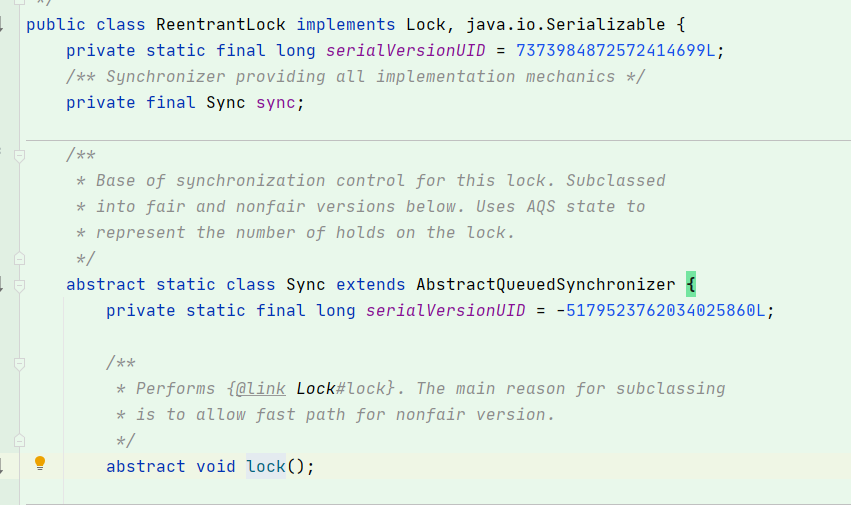 */
public class ReentrantLock implements Lock, java.io.Serializable {
private static final long serialVersionUID = 7373984872572414699L;
/** Synchronizer providing all implementation mechanics */
private final Sync sync;
/**
* Base of synchronization control for this lock. Subclassed
* into fair and nonfair versions below. Uses AQS state to
* represent the number of holds on the lock.
*/
abstract static class Sync extends AbstractQueuedSynchronizer {
private static final long serialVersionUID = -5179523762034025860L;
/**
* Performs {@link Lock#lock}. The main reason for subclassing
* is to allow fast path for nonfair version.
*/
abstract void lock();